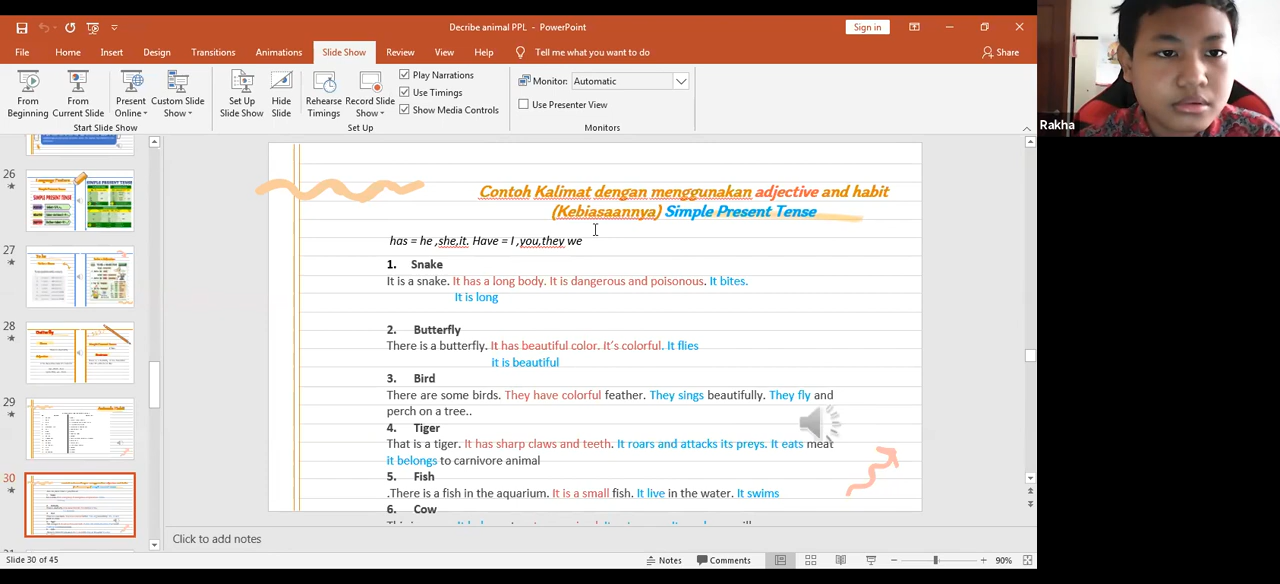 Decribe animal PPL - PowerPoint
Sign in
File Home Insert Design Transitions Animations Slide Show Review View Help Tell me what you want to do Share
From Beginning
From Current Slide
Present Online
Custom Slide Show
Start Slide Show
Set Up Slide Show
Hide Slide
Rehearse Timings
Record Slide Show
Play Narrations
Use Timings
Show Media Controls
Set Up
Monitor: Automatic
Use Presenter View
Monitors
Rakha
26
27
28
29
30
Contoh Kalimat dengan menggunakan adjective and habit
(Kebiasaannya) Simple Present Tense
has = he ,she,it. Have = I ,you,they we
1. Snake
It is a snake. It has a long body. It is dangerous and poisonous. It bites.
It is long
2. Butterfly
There is a butterfly. It has beautiful color. It's colorful. It flies
it is beautiful
3. Bird
There are some birds. They have colorful feather. They sings beautifully. They fly and
perch on a tree..
4. Tiger
That is a tiger. It has sharp claws and teeth. It roars and attacks its preys. It eats meat
it belongs to carnivore animal
5. Fish
.There is a fish in the aquarium. It is a small fish. It live in the water. It swims
6. Cow
Click to add notes
Slide 30 of 45
Notes Comments
90%